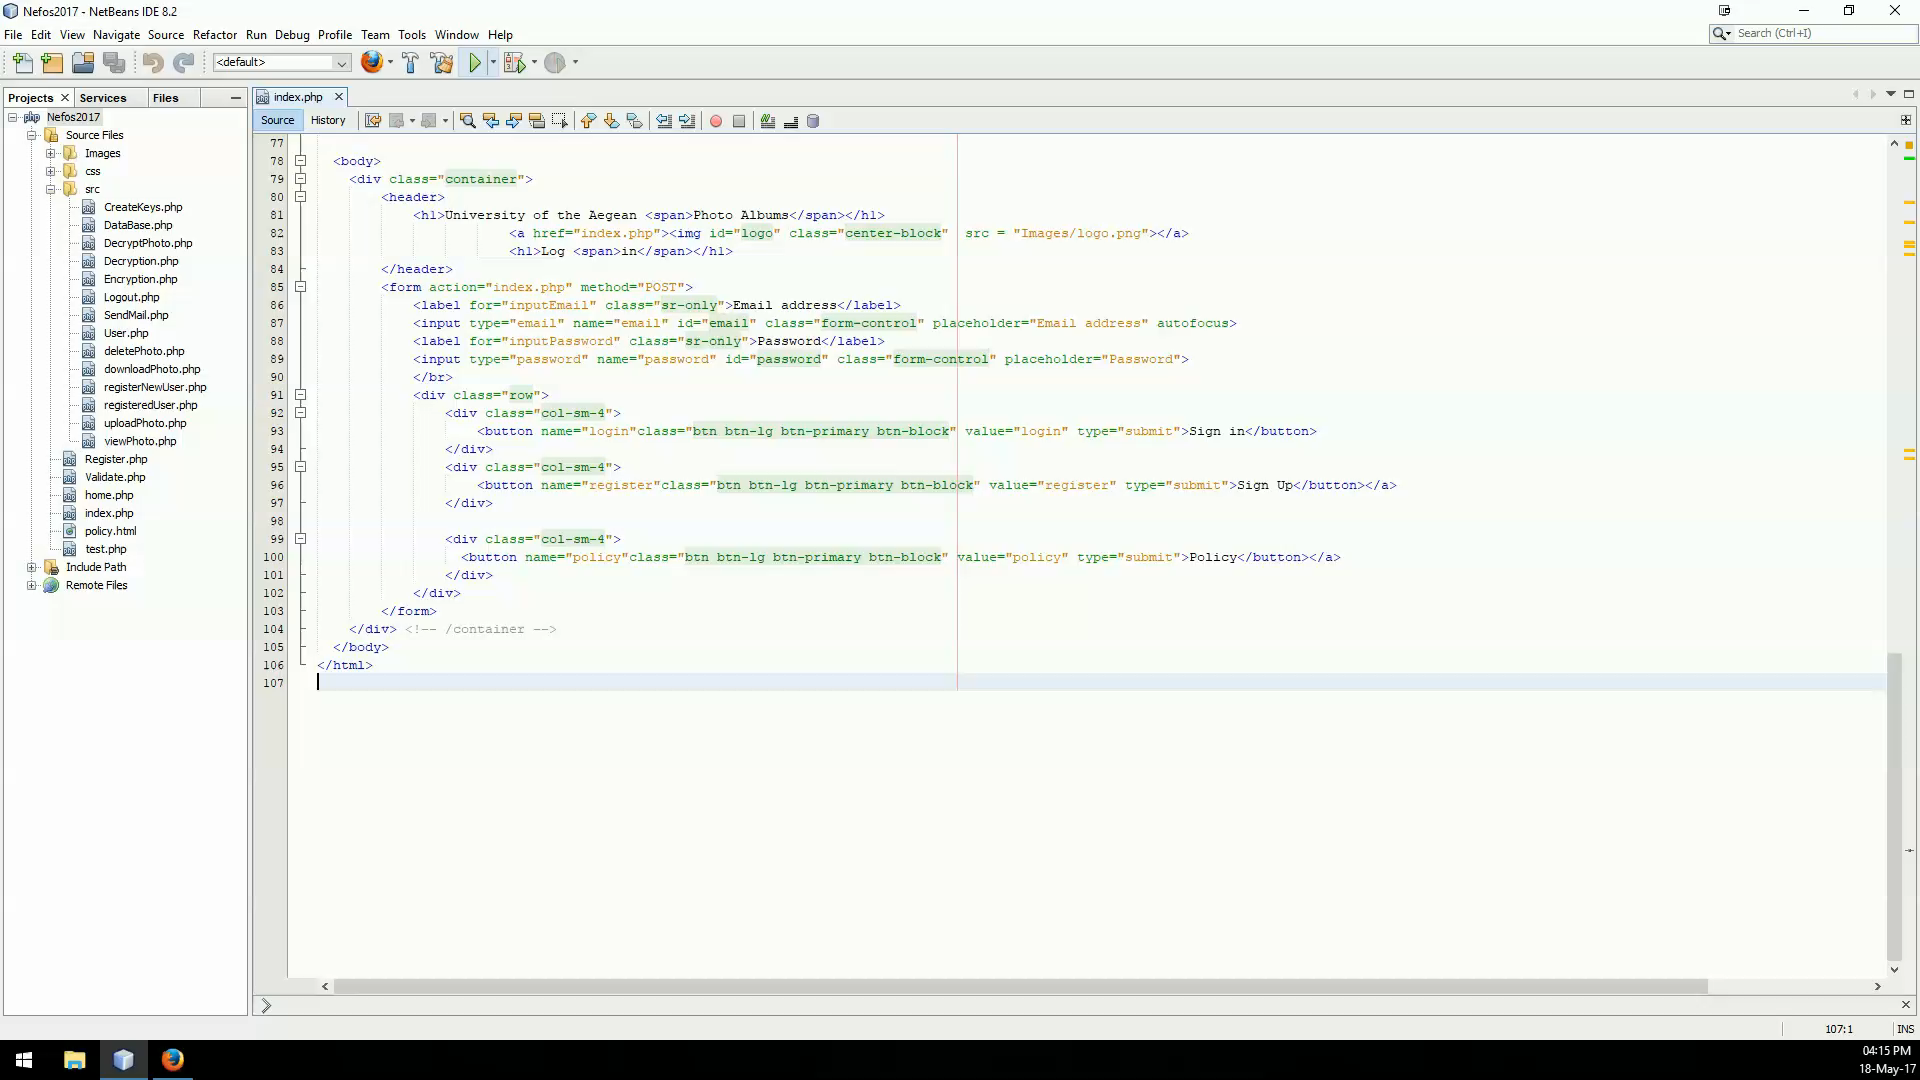 Nefos2017 - NetBeans IDE 8.2
File Edit View Navigate Source Refactor Run Debug Profile Team Tools Window Help
Search (Ctrl+I)
<default>
Projects Services Files
index.php
Source History
Nefos2017
Source Files
Images
css
src
CreateKeys.php
DataBase.php
DecryptPhoto.php
Decryption.php
Encryption.php
Logout.php
SendMail.php
User.php
deletePhoto.php
downloadPhoto.php
registerNewUser.php
registeredUser.php
uploadPhoto.php
viewPhoto.php
Register.php
Validate.php
home.php
index.php
policy.html
test.php
Include Path
Remote Files
77
78 <body>
79 <div class="container">
80 <header>
81 <h1>University of the Aegean <span>Photo Albums</span></h1>
82 <a href="index.php"><img id="logo" class="center-block" src = "Images/logo.png"></a>
83 <h1>Log <span>in</span></h1>
84 </header>
85 <form action="index.php" method="POST">
86 <label for="inputEmail" class="sr-only">Email address</label>
87 <input type="email" name="email" id="email" class="form-control" placeholder="Email address" autofocus>
88 <label for="inputPassword" class="sr-only">Password</label>
89 <input type="password" name="password" id="password" class="form-control" placeholder="Password">
90 </br>
91 <div class="row">
92 <div class="col-sm-4">
93 <button name="login"class="btn btn-lg btn-primary btn-block" value="login" type="submit">Sign in</button>
94 </div>
95 <div class="col-sm-4">
96 <button name="register"class="btn btn-lg btn-primary btn-block" value="register" type="submit">Sign Up</button></a>
97 </div>
98
99 <div class="col-sm-4">
100 <button name="policy"class="btn btn-lg btn-primary btn-block" value="policy" type="submit">Policy</button></a>
101 </div>
102 </div>
103 </form>
104 </div> <!-- /container -->
105 </body>
106 </html>
107
107:1 INS
04:15 PM
18-May-17